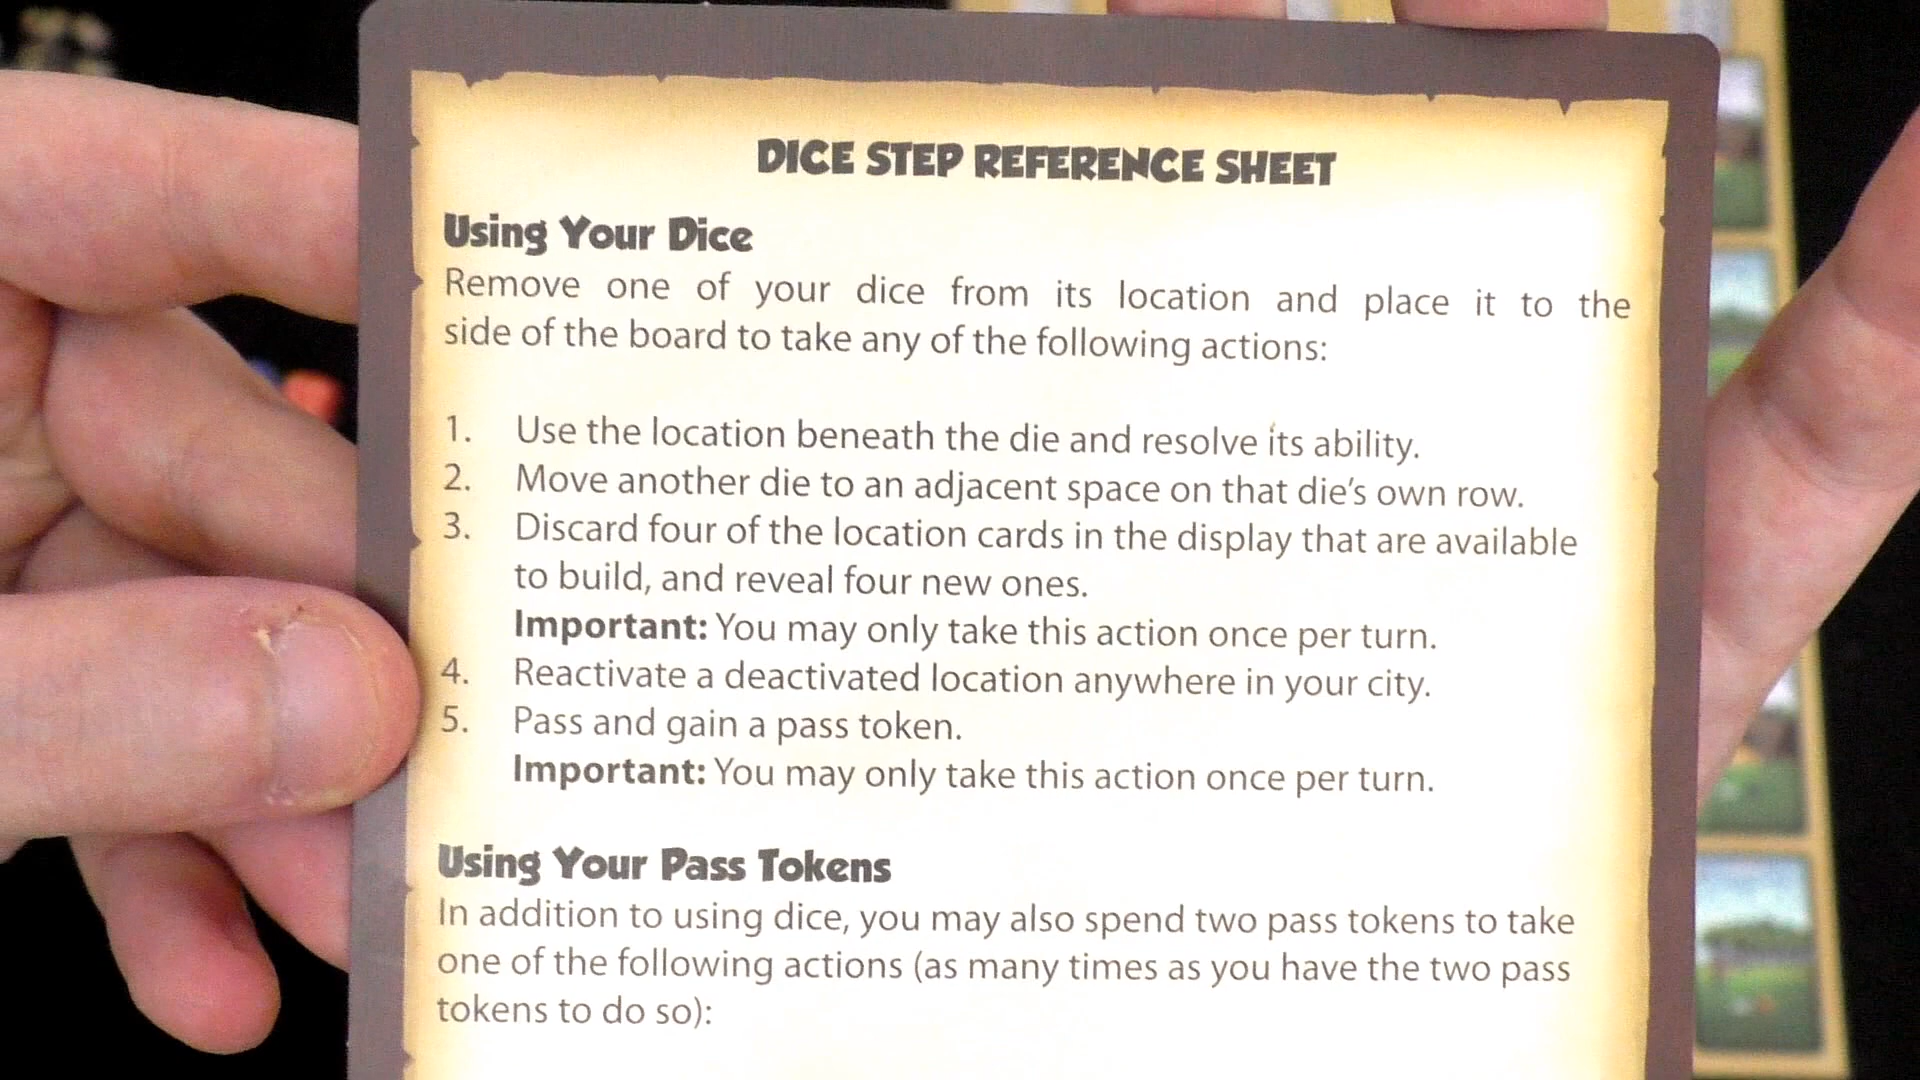 DICE STEP REFERENCE SHEET
Using Your Dice
Remove one of your dice from its location and place it to the
side of the board to take any of the following actions:
1. Use the location beneath the die and resolve its ability.
2. Move another die to an adjacent space on that die's own row.
3. Discard four of the location cards in the display that are available
to build, and reveal four new ones.
Important: You may only take this action once per turn.
4. Reactivate a deactivated location anywhere in your city.
5. Pass and gain a pass token.
Important: You may only take this action once per turn.
Using Your Pass Tokens
In addition to using dice, you may also spend two pass tokens to take
one of the following actions (as many times as you have the two pass
tokens to do so):